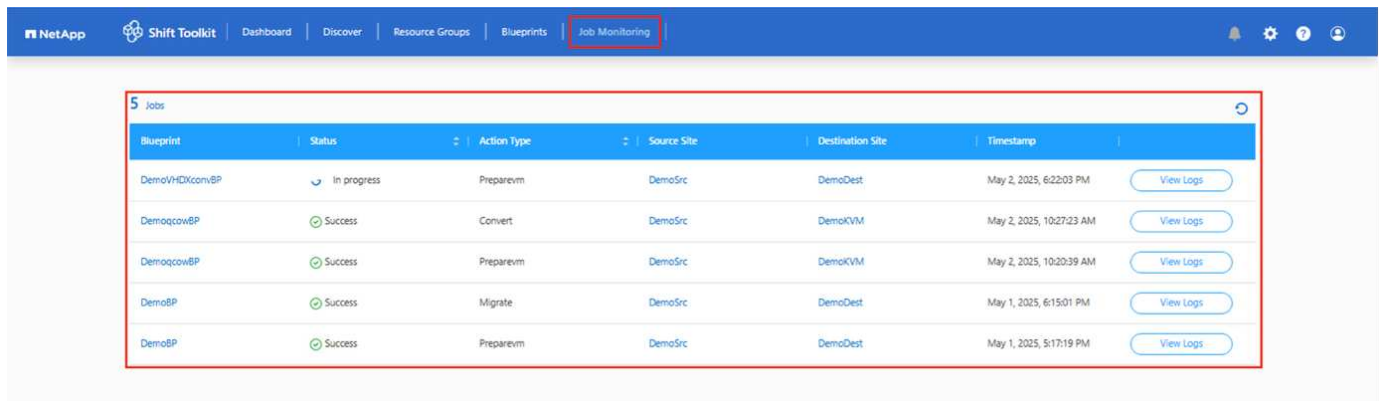 NetApp Shift Toolkit Dashboard Discover Resource Groups Blueprints Job Monitoring
5 Jobs
Blueprint Status Action Type Source Site Destination Site Timestamp
DemoVHDXconvBP In progress Preparevm DemoSrc DemoDest May 2, 2025, 6:22:03 PM View Logs
DemoqcowBP Success Convert DemoSrc DemoKVM May 2, 2025, 10:27:23 AM View Logs
DemoqcowBP Success Preparevm DemoSrc DemoKVM May 2, 2025, 10:20:39 AM View Logs
DemoBP Success Migrate DemoSrc DemoDest May 1, 2025, 6:15:01 PM View Logs
DemoBP Success Preparevm DemoSrc DemoDest May 1, 2025, 5:17:19 PM View Logs